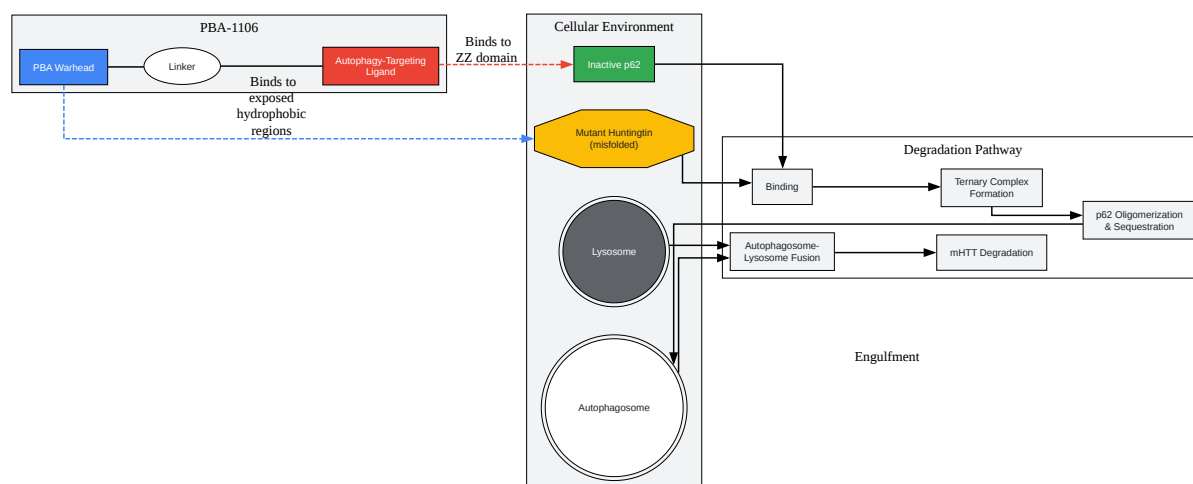 PBA-1106
PBA Warhead
Linker
Autophagy-Targeting
Ligand
Binds to
exposed
hydrophobic
regions
Binds to
ZZ domain
Cellular Environment
Inactive p62
Mutant Huntingtin
(misfolded)
Lysosome
Autophagosome
Degradation Pathway
Binding
Ternary Complex
Formation
p62 Oligomerization
& Sequestration
Autophagosome-
Lysosome Fusion
mHTT Degradation
Engulfment